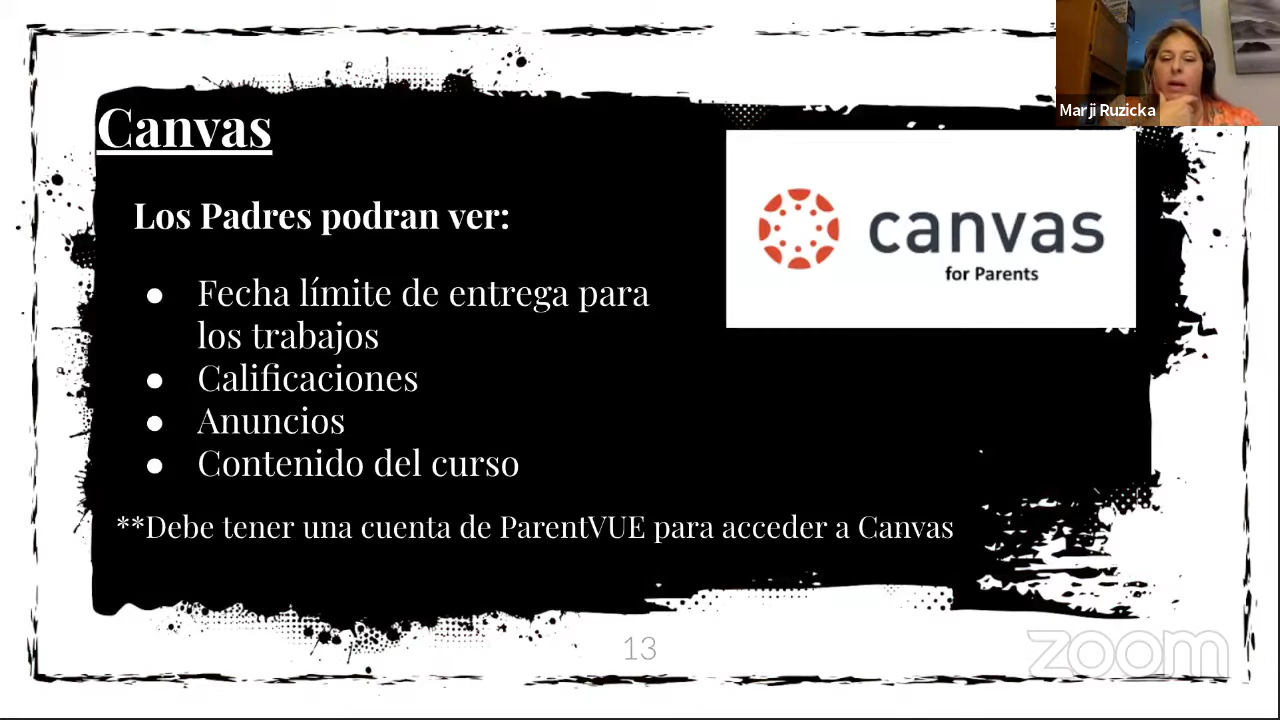 Marji Ruzicka
Canvas
Los Padres podran ver:
canvas
for Parents
● Fecha límite de entrega para
los trabajos
● Calificaciones
● Anuncios
● Contenido del curso
**Debe tener una cuenta de ParentVUE para acceder a Canvas
13
zoom